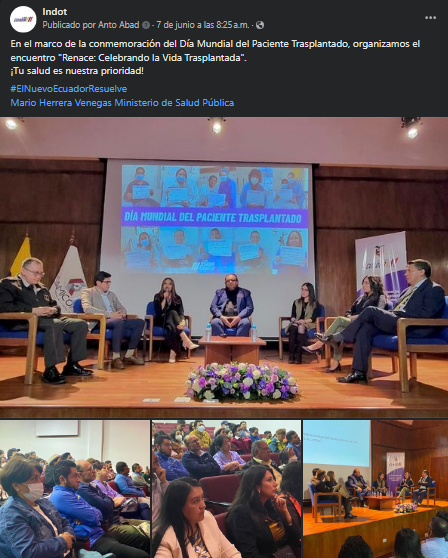 Indot
Publicado por Anto Abad · 7 de junio a las 8:25 a.m. ·
En el marco de la conmemoración del Día Mundial del Paciente Trasplantado, organizamos el
encuentro "Renace: Celebrando la Vida Trasplantada".
¡Tu salud es nuestra prioridad!
#ElNuevoEcuadorResuelve
Mario Herrera Venegas Ministerio de Salud Pública
DÍA MUNDIAL DEL PACIENTE TRASPLANTADO